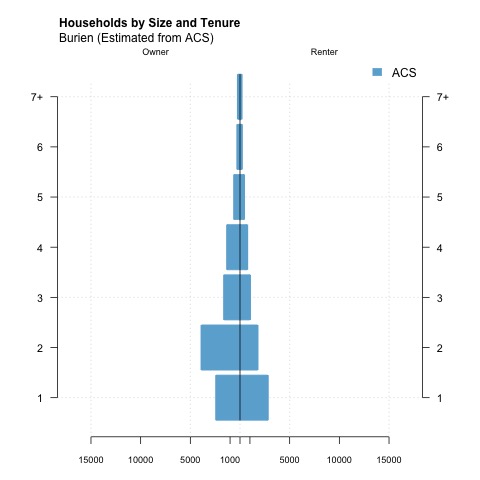 Households by Size and Tenure
Burien (Estimated from ACS)
Owner Renter
ACS
7+ 7+
6 6
5 5
4 4
3 3
2 2
1 1
15000 10000 5000 1000 5000 10000 15000